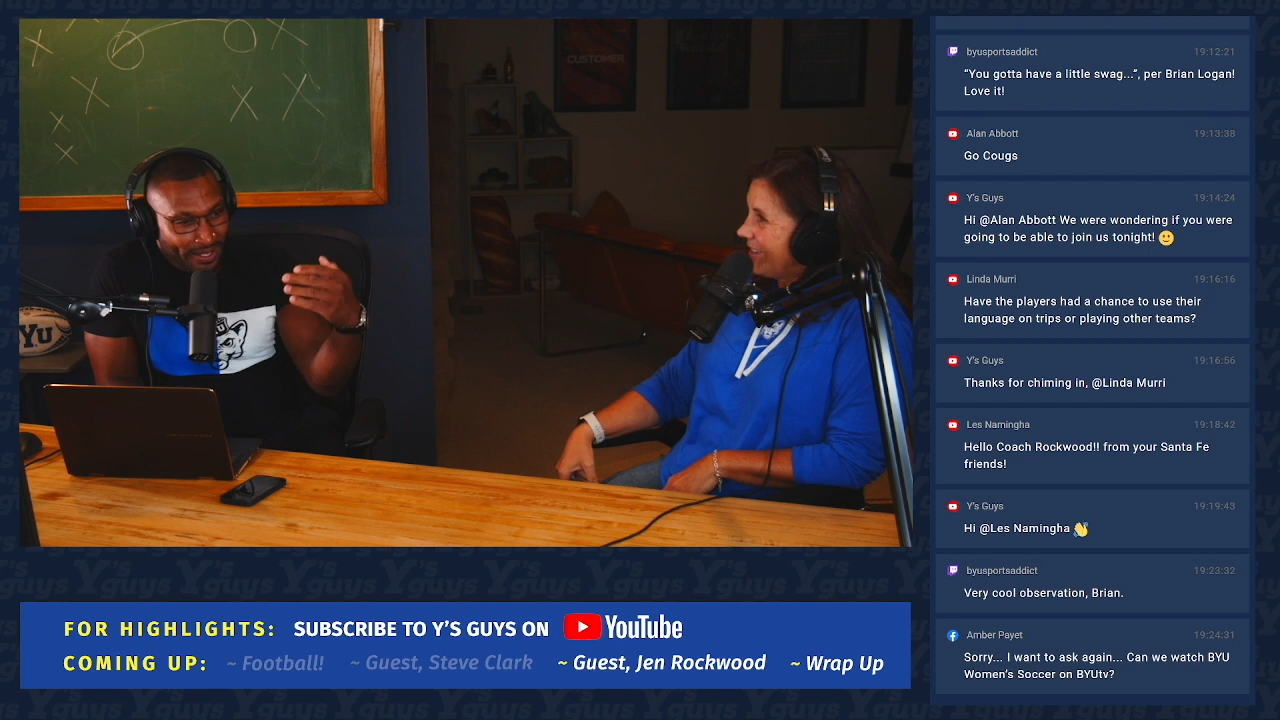 CUSTOMER
YU
byusportsaddict 19:12:21
“You gotta have a little swag...”, per Brian Logan!
Love it!
Alan Abbott 19:13:38
Go Cougs
Y's Guys 19:14:24
Hi @Alan Abbott We were wondering if you were
going to be able to join us tonight! 🙂
Linda Murri 19:16:16
Have the players had a chance to use their
language on trips or playing other teams?
Y's Guys 19:16:56
Thanks for chiming in, @Linda Murri
Les Namingha 19:18:42
Hello Coach Rockwood!! from your Santa Fe
friends!
Y's Guys 19:19:43
Hi @Les Namingha 👋
byusportsaddict 19:23:32
Very cool observation, Brian.
Amber Payet 19:24:31
Sorry... I want to ask again... Can we watch BYU
Women's Soccer on BYUtv?
FOR HIGHLIGHTS: SUBSCRIBE TO Y'S GUYS ON YouTube
COMING UP: ~ Football! ~ Guest, Steve Clark ~ Guest, Jen Rockwood ~ Wrap Up